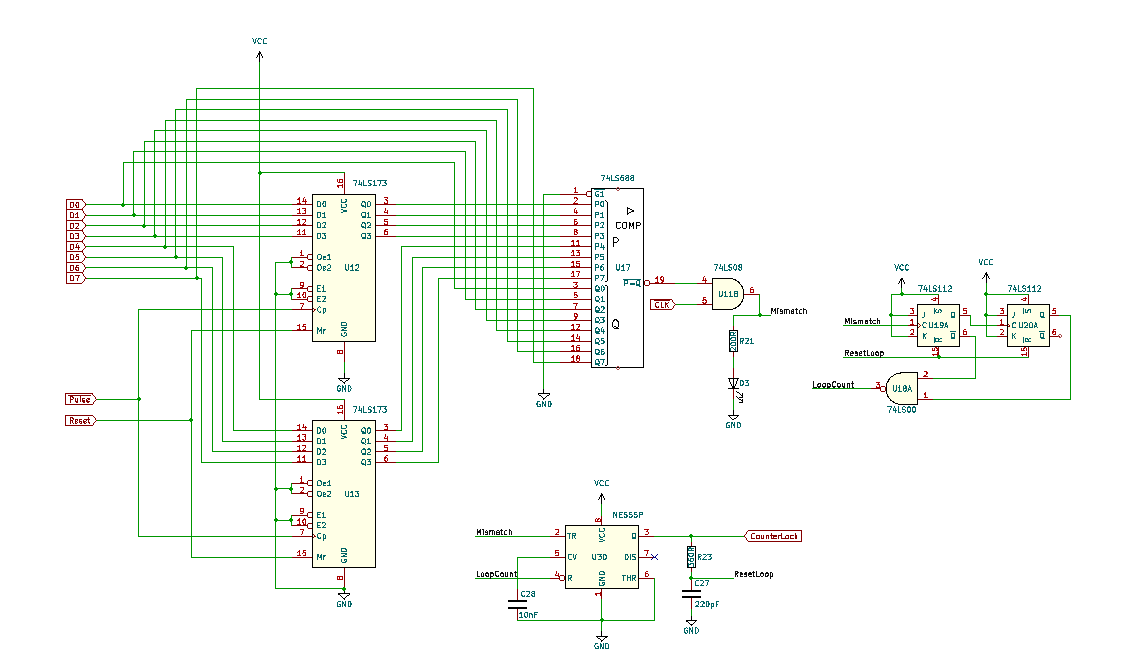 VCC
74LS173
16
VCC
D0
D1
D2
D3
D4
D5
D6
D7
14 D0 Q0 3
13 D1 Q1 4
12 D2 Q2 5
11 D3 Q3 6
1 Oe1
2 Oe2
U12
9 E1
10 E2
7 Cp
15 Mr
GND
8
GND
Pulse
Reset
74LS173
16
VCC
14 D0 Q0 3
13 D1 Q1 4
12 D2 Q2 5
11 D3 Q3 6
1 Oe1
2 Oe2
U13
9 E1
10 E2
7 Cp
15 Mr
GND
8
GND
74LS688
1 G1
2 P0
4 P1
6 P2
8 P3
11 P4
13 P5
15 P6
17 P7
3 Q0
5 Q1
7 Q2
9 Q3
12 Q4
14 Q5
16 Q6
18 Q7
COMP
P
U17
P=Q 19
Q
GND
74LS08
4
5
U11B
6
CLK
Mismatch
R21
D3
GND
VCC
74LS112
4
3 J S Q 5
Mismatch
1 C U19A
2 K R Q 6
15
ResetLoop
VCC
74LS112
4
3 J S Q 5
1 C U20A
2 K R Q 6
15
LoopCount
3 U18A 2
1
74LS00
VCC
NE555P
8
Mismatch
2 TR VCC Q 3
CounterLock
5 CV U30 DIS 7
LoopCount
4 R GND THR 6
1
C28
10nF
GND
R23
ResetLoop
C27
220pF
GND